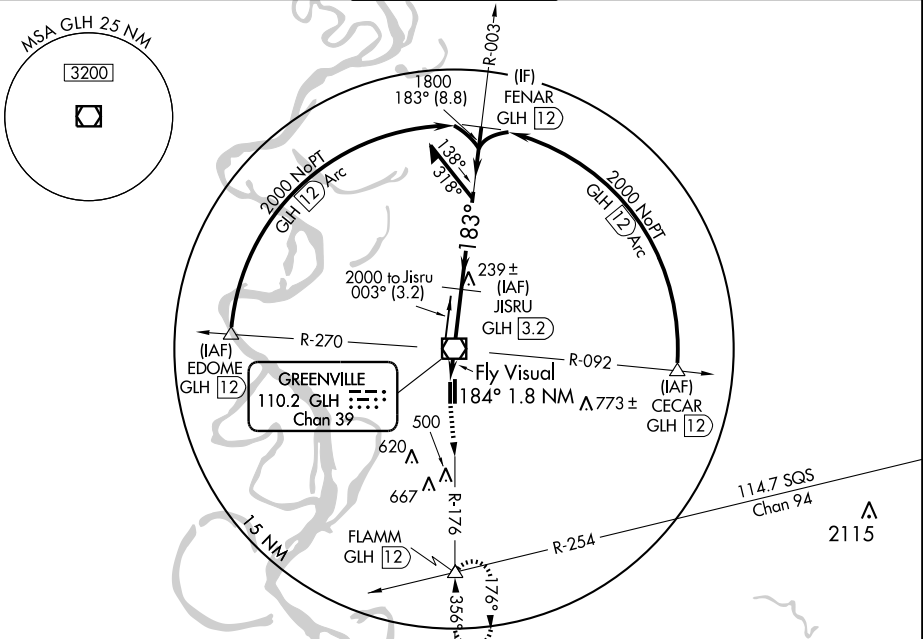 MSA GLH 25 NM
3200
R-003
1800
183° (8.8)
(IF)
FENAR
GLH 12
2000 NoPT
GLH 12 Arc
138°
318°
2000 NoPT
GLH 12 Arc
183°
2000 to Jisru
003° (3.2)
239 ±
(IAF)
JISRU
GLH 3.2
R-270
R-092
(IAF)
EDOME
GLH 12
GREENVILLE
110.2 GLH
Chan 39
Fly Visual
184° 1.8 NM
773 ±
(IAF)
CECAR
GLH 12
500
620
667
R-176
114.7 SQS
Chan 94
2115
15 NM
FLAMM
GLH 12
R-254
356°
176°